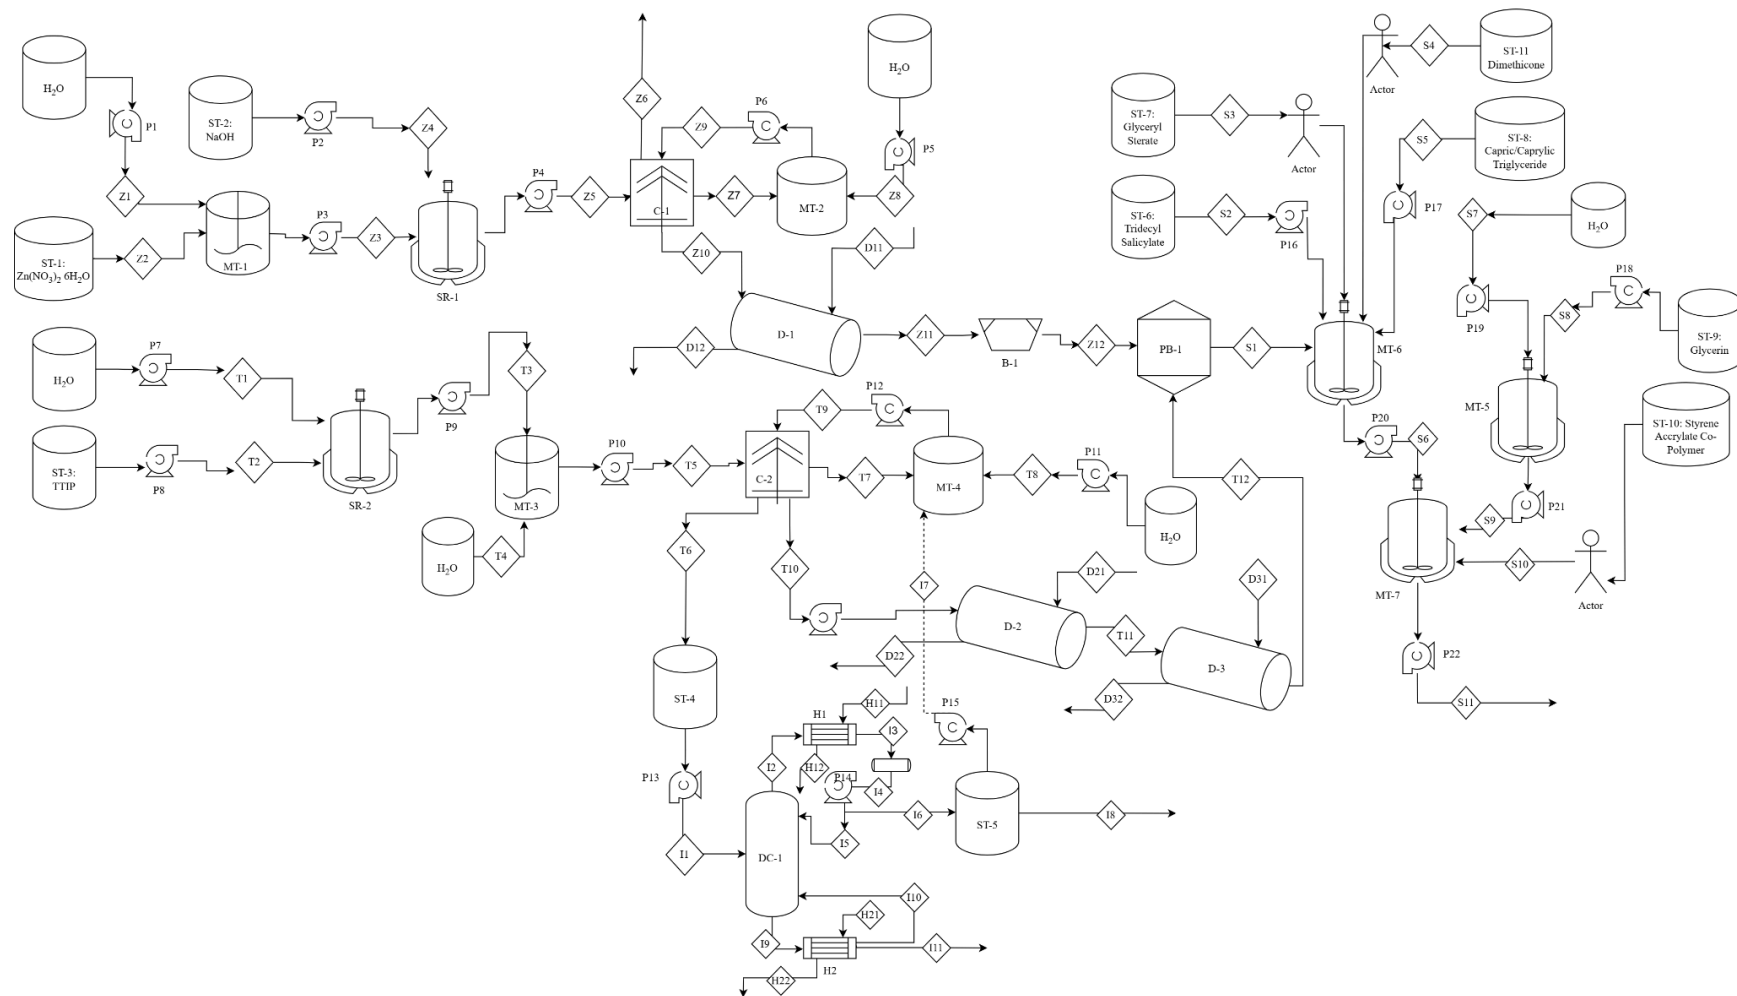 H₂O
P1
ST-2:
NaOH
P2
Z4
Z1
ST-1:
Zn(NO₃)₂ 6H₂O
Z2
MT-1
P3
Z3
SR-1
P4
Z5
Z6
C-1
Z9
P6
Z7
MT-2
H₂O
P5
Z8
Z10
D11
D-1
D12
Z11
B-1
Z12
PB-1
S1
ST-7:
Glyceryl
Sterate
S3
Actor
ST-6:
Tridecyl
Salicylate
S2
P16
Actor
S4
ST-11
Dimethicone
S5
ST-8:
Capric/Caprylic
Triglyceride
P17
MT-6
S7
H₂O
P19
P18
S8
ST-9:
Glycerin
MT-5
ST-10: Styrene
Accrylate Co-
Polymer
P20
S6
P21
S9
S10
Actor
MT-7
P22
S11
H₂O
P7
T1
ST-3:
TTIP
P8
T2
SR-2
P9
T3
MT-3
H₂O
T4
P10
T5
C-2
T9
P12
T7
MT-4
T8
P11
H₂O
T12
T6
T10
I7
D21
D-2
D22
T11
D31
D-3
D32
ST-4
P13
I1
DC-1
I2
H1
H11
H12
I3
P14
I4
I5
I6
P15
ST-5
I8
I9
I10
H21
H2
I11
H22